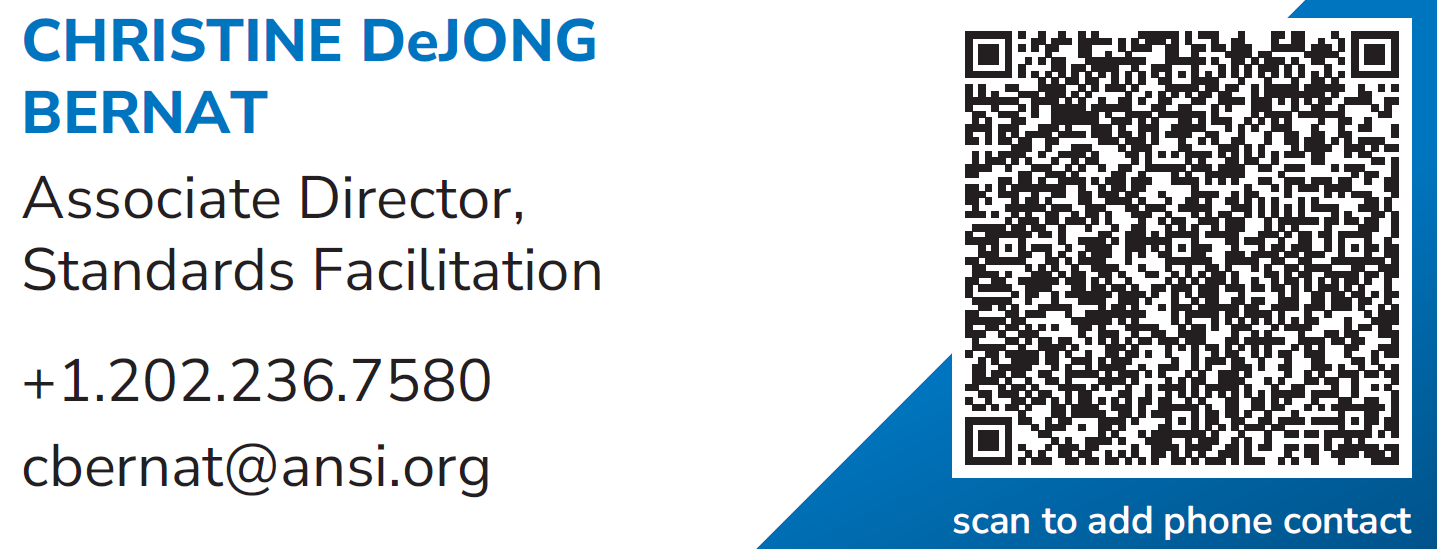 CHRISTINE DeJONG
BERNAT
Associate Director,
Standards Facilitation
+1.202.236.7580
cbernat@ansi.org
scan to add phone contact